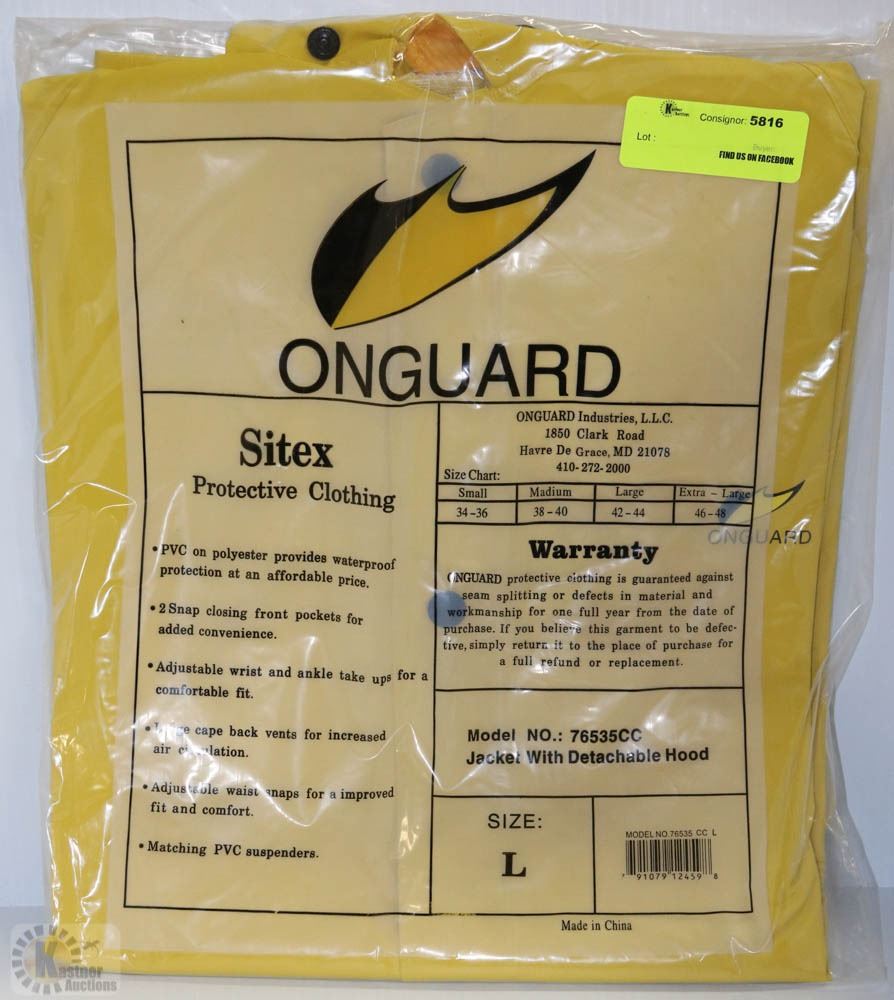 Kastner Auctions
Consignor: 5816
Lot :
Buyer:
FIND US ON FACEBOOK
ONGUARD
Sitex
Protective Clothing
• PVC on polyester provides waterproof
protection at an affordable price.
• 2 Snap closing front pockets for
added convenience.
• Adjustable wrist and ankle take ups for a
comfortable fit.
• Large cape back vents for increased
air circulation.
• Adjustable waist snaps for a improved
fit and comfort.
• Matching PVC suspenders.
ONGUARD Industries, L.L.C.
1850 Clark Road
Havre De Grace, MD 21078
410-272-2000
Size Chart:
Small Madium Large Extra - Large
34-36 38-40 42-44 46-48
ONGUARD
Warranty
ONGUARD protective clothing is guaranteed against
seam splitting or defects in material and
workmanship for one full year from the date of
purchase. If you believe this garment to be defec-
tive, simply return it to the place of purchase for
a full refund or replacement.
Model NO.: 76535CC
Jacket With Detachable Hood
SIZE:
L
MODEL NO.76535 CC L
7 91079 12459 8
Made in China
Kastner
Auctions